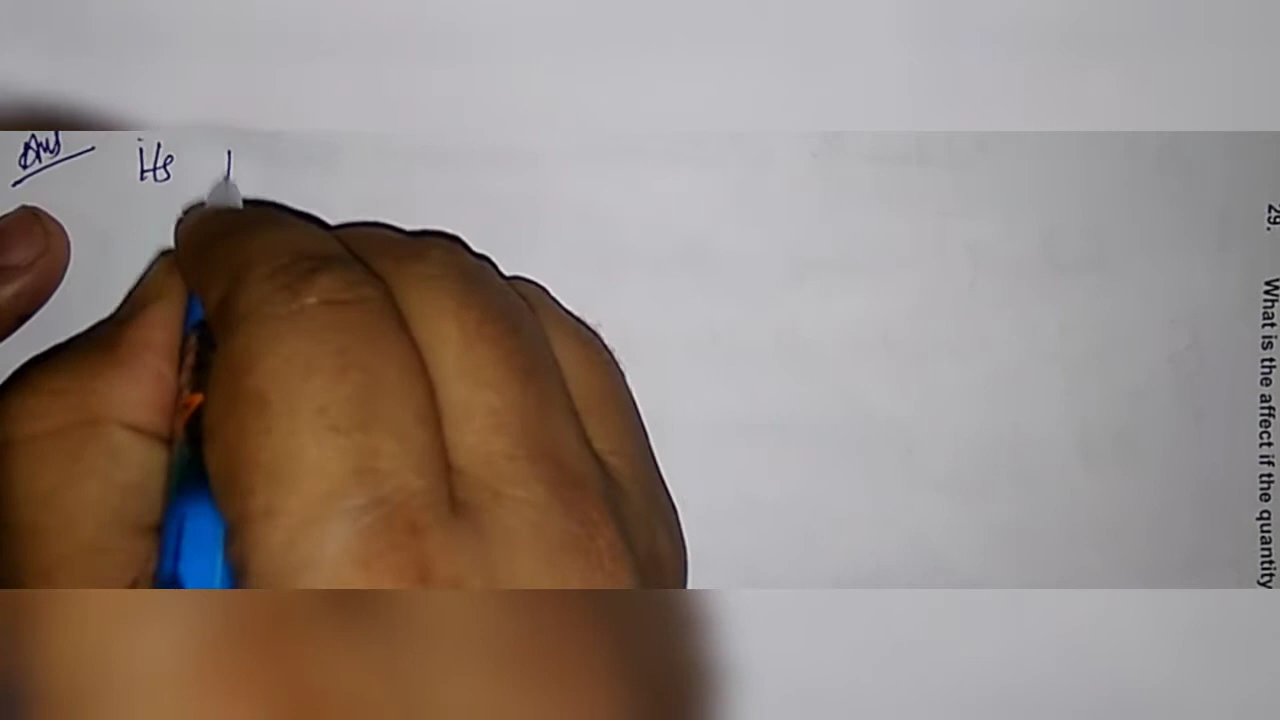 Ans Its
29. What is the affect if the quantity